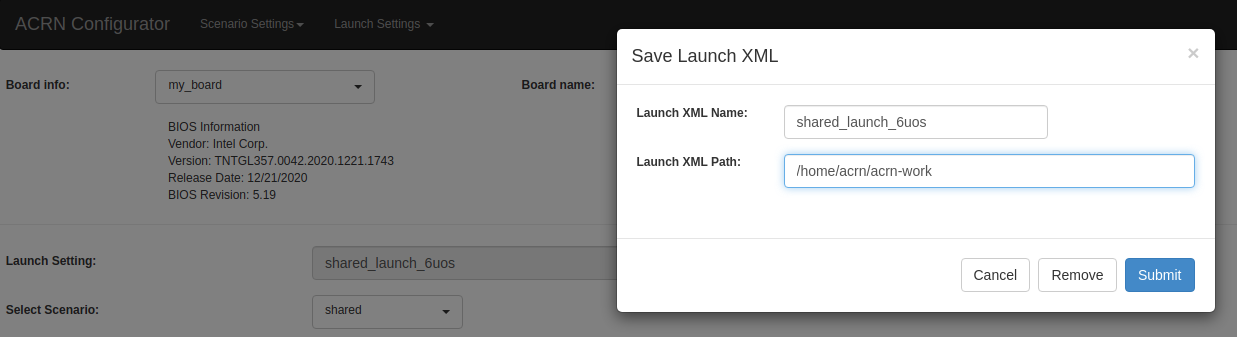 ACRN Configurator Scenario Settings Launch Settings
Board info: my_board Board name:
BIOS Information
Vendor: Intel Corp.
Version: TNTGL357.0042.2020.1221.1743
Release Date: 12/21/2020
BIOS Revision: 5.19
Launch Setting: shared_launch_6uos
Select Scenario: shared
Save Launch XML ×
Launch XML Name: shared_launch_6uos
Launch XML Path: /home/acrn/acrn-work
Cancel Remove Submit